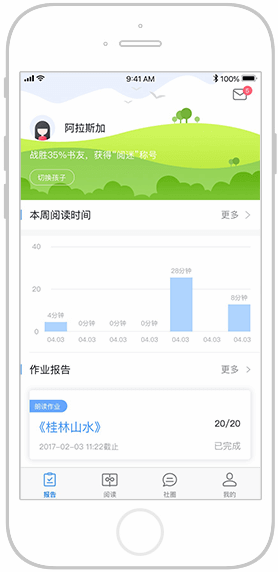 9:41 AM
100%
5
阿拉斯加
战胜35%书友，获得“阅迷”称号
切换孩子
本周阅读时间
更多
40
20
0
4分钟
0分钟
0分钟
0分钟
28分钟
8分钟
04.03
04.03
04.03
04.03
04.03
04.03
04.03
作业报告
更多
朗读作业
《桂林山水》
20/20
2017-02-03 11:22截止
已完成
报告
阅读
社圈
我的